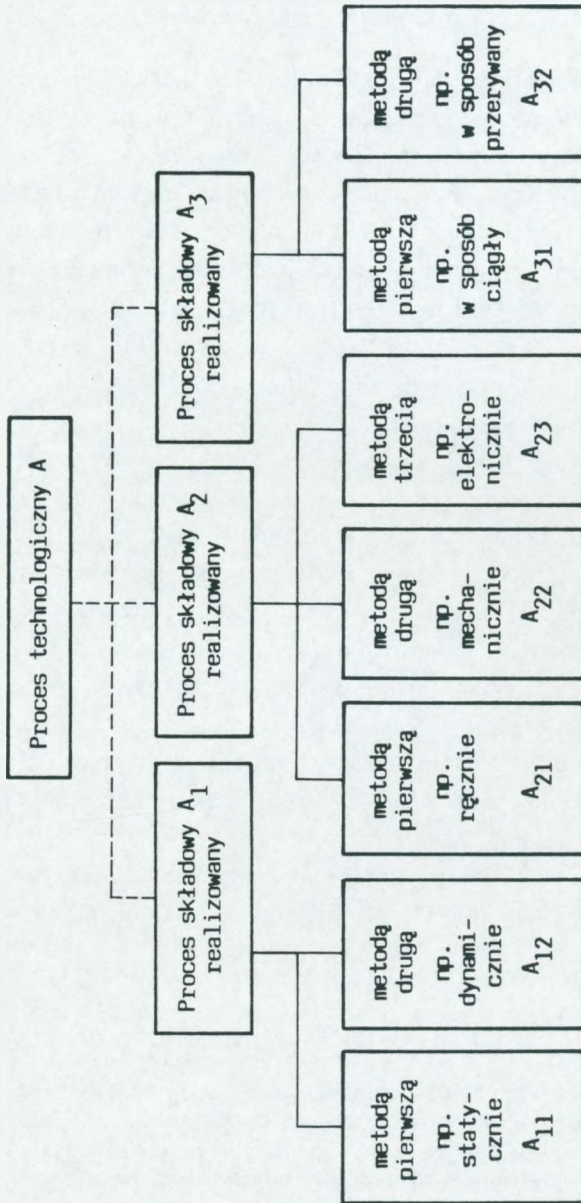 Proces technologiczny A
Proces składowy A₁
realizowany
Proces składowy A₂
realizowany
Proces składowy A₃
realizowany
metodą
pierwszą
np.
staty-
cznie
A₁₁
metodą
drugą
np.
dynami-
cznie
A₁₂
metodą
pierwszą
np.
ręcznie
A₂₁
metodą
drugą
np.
mecha-
nicznie
A₂₂
metodą
trzecią
np.
elektro-
nicznie
A₂₃
metodą
pierwszą
np.
w sposób
ciągły
A₃₁
metodą
drugą
np.
w sposób
przerywany
A₃₂